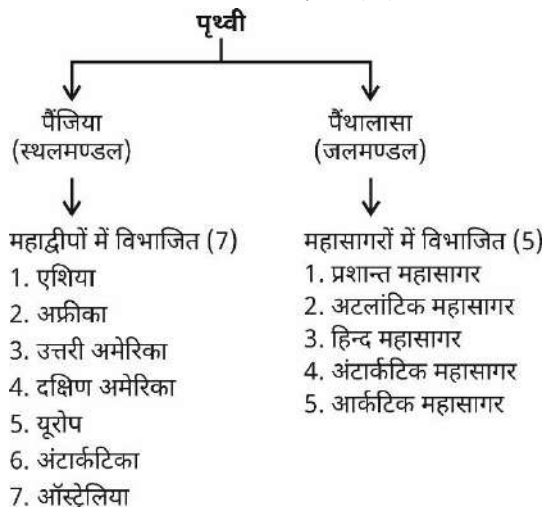 पृथ्वी
पैंजिया
(स्थलमण्डल)
महाद्वीपों में विभाजित (7)
1. एशिया
2. अफ्रीका
3. उत्तरी अमेरिका
4. दक्षिण अमेरिका
5. यूरोप
6. अंटार्कटिका
7. ऑस्ट्रेलिया
पैंथालासा
(जलमण्डल)
महासागरों में विभाजित (5)
1. प्रशान्त महासागर
2. अटलांटिक महासागर
3. हिन्द महासागर
4. अंटार्कटिक महासागर
5. आर्कटिक महासागर